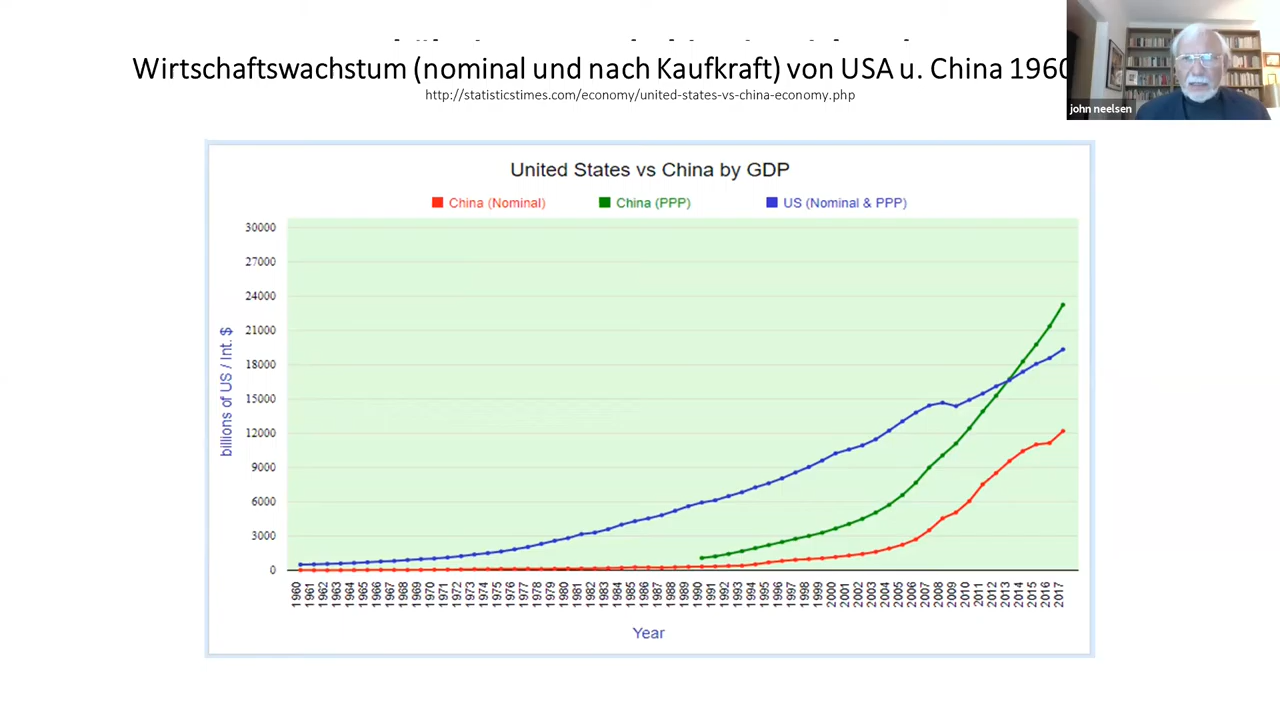 Wirtschaftswachstum (nominal und nach Kaufkraft) von USA u. China 1960
http://statisticstimes.com/economy/united-states-vs-china-economy.php
john neelsen
United States vs China by GDP
China (Nominal) China (PPP) US (Nominal & PPP)
30000
27000
24000
21000
18000
15000
12000
9000
6000
3000
0
billions of US / Int. $
1960 1961 1962 1963 1964 1965 1966 1967 1968 1969 1970 1971 1972 1973 1974 1975 1976 1977 1978 1979 1980 1981 1982 1983 1984 1985 1986 1987 1988 1989 1990 1991 1992 1993 1994 1995 1996 1997 1998 1999 2000 2001 2002 2003 2004 2005 2006 2007 2008 2009 2010 2011 2012 2013 2014 2015 2016 2017
Year